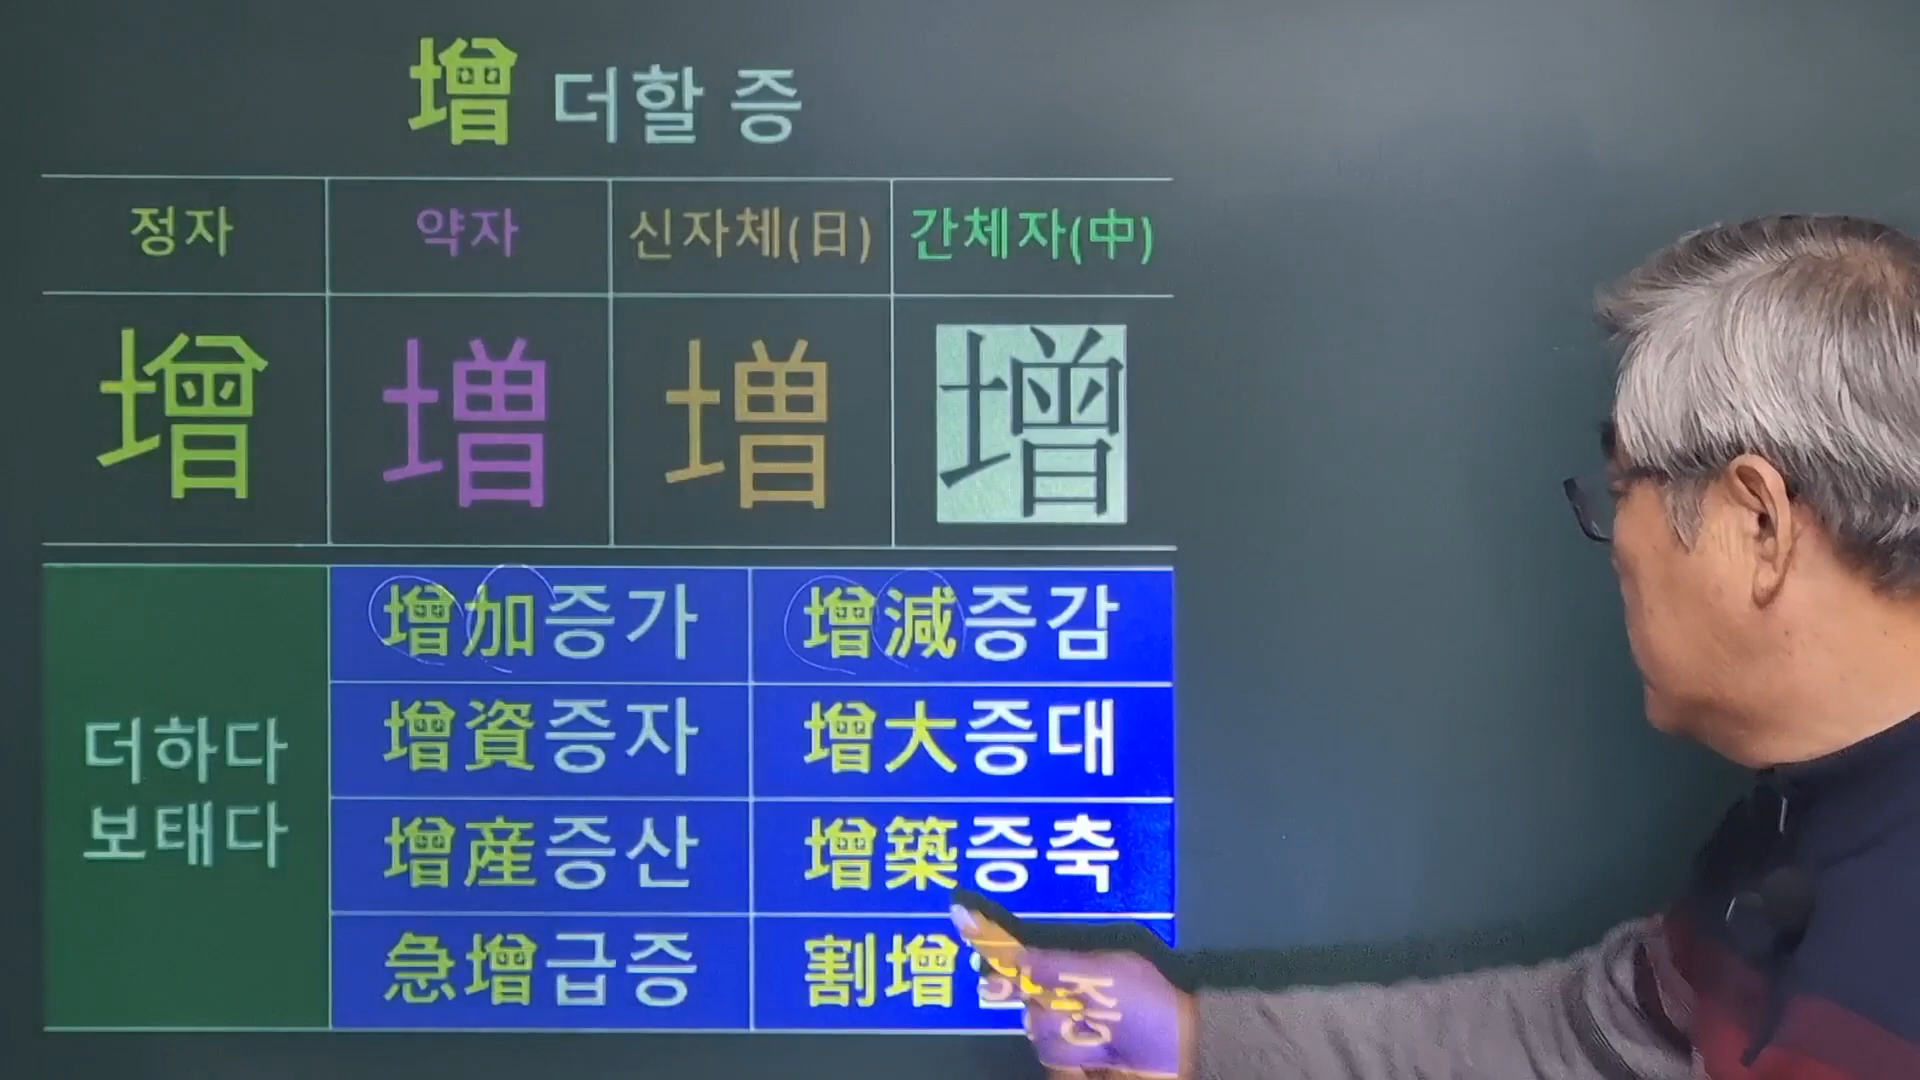 增 더할 증
정자 약자 신자체(日) 간체자(中)
增 増 増 增
더하다
보태다
增加증가 增減증감
增資증자 增大증대
增産증산 增築증축
急增급증 割增 증